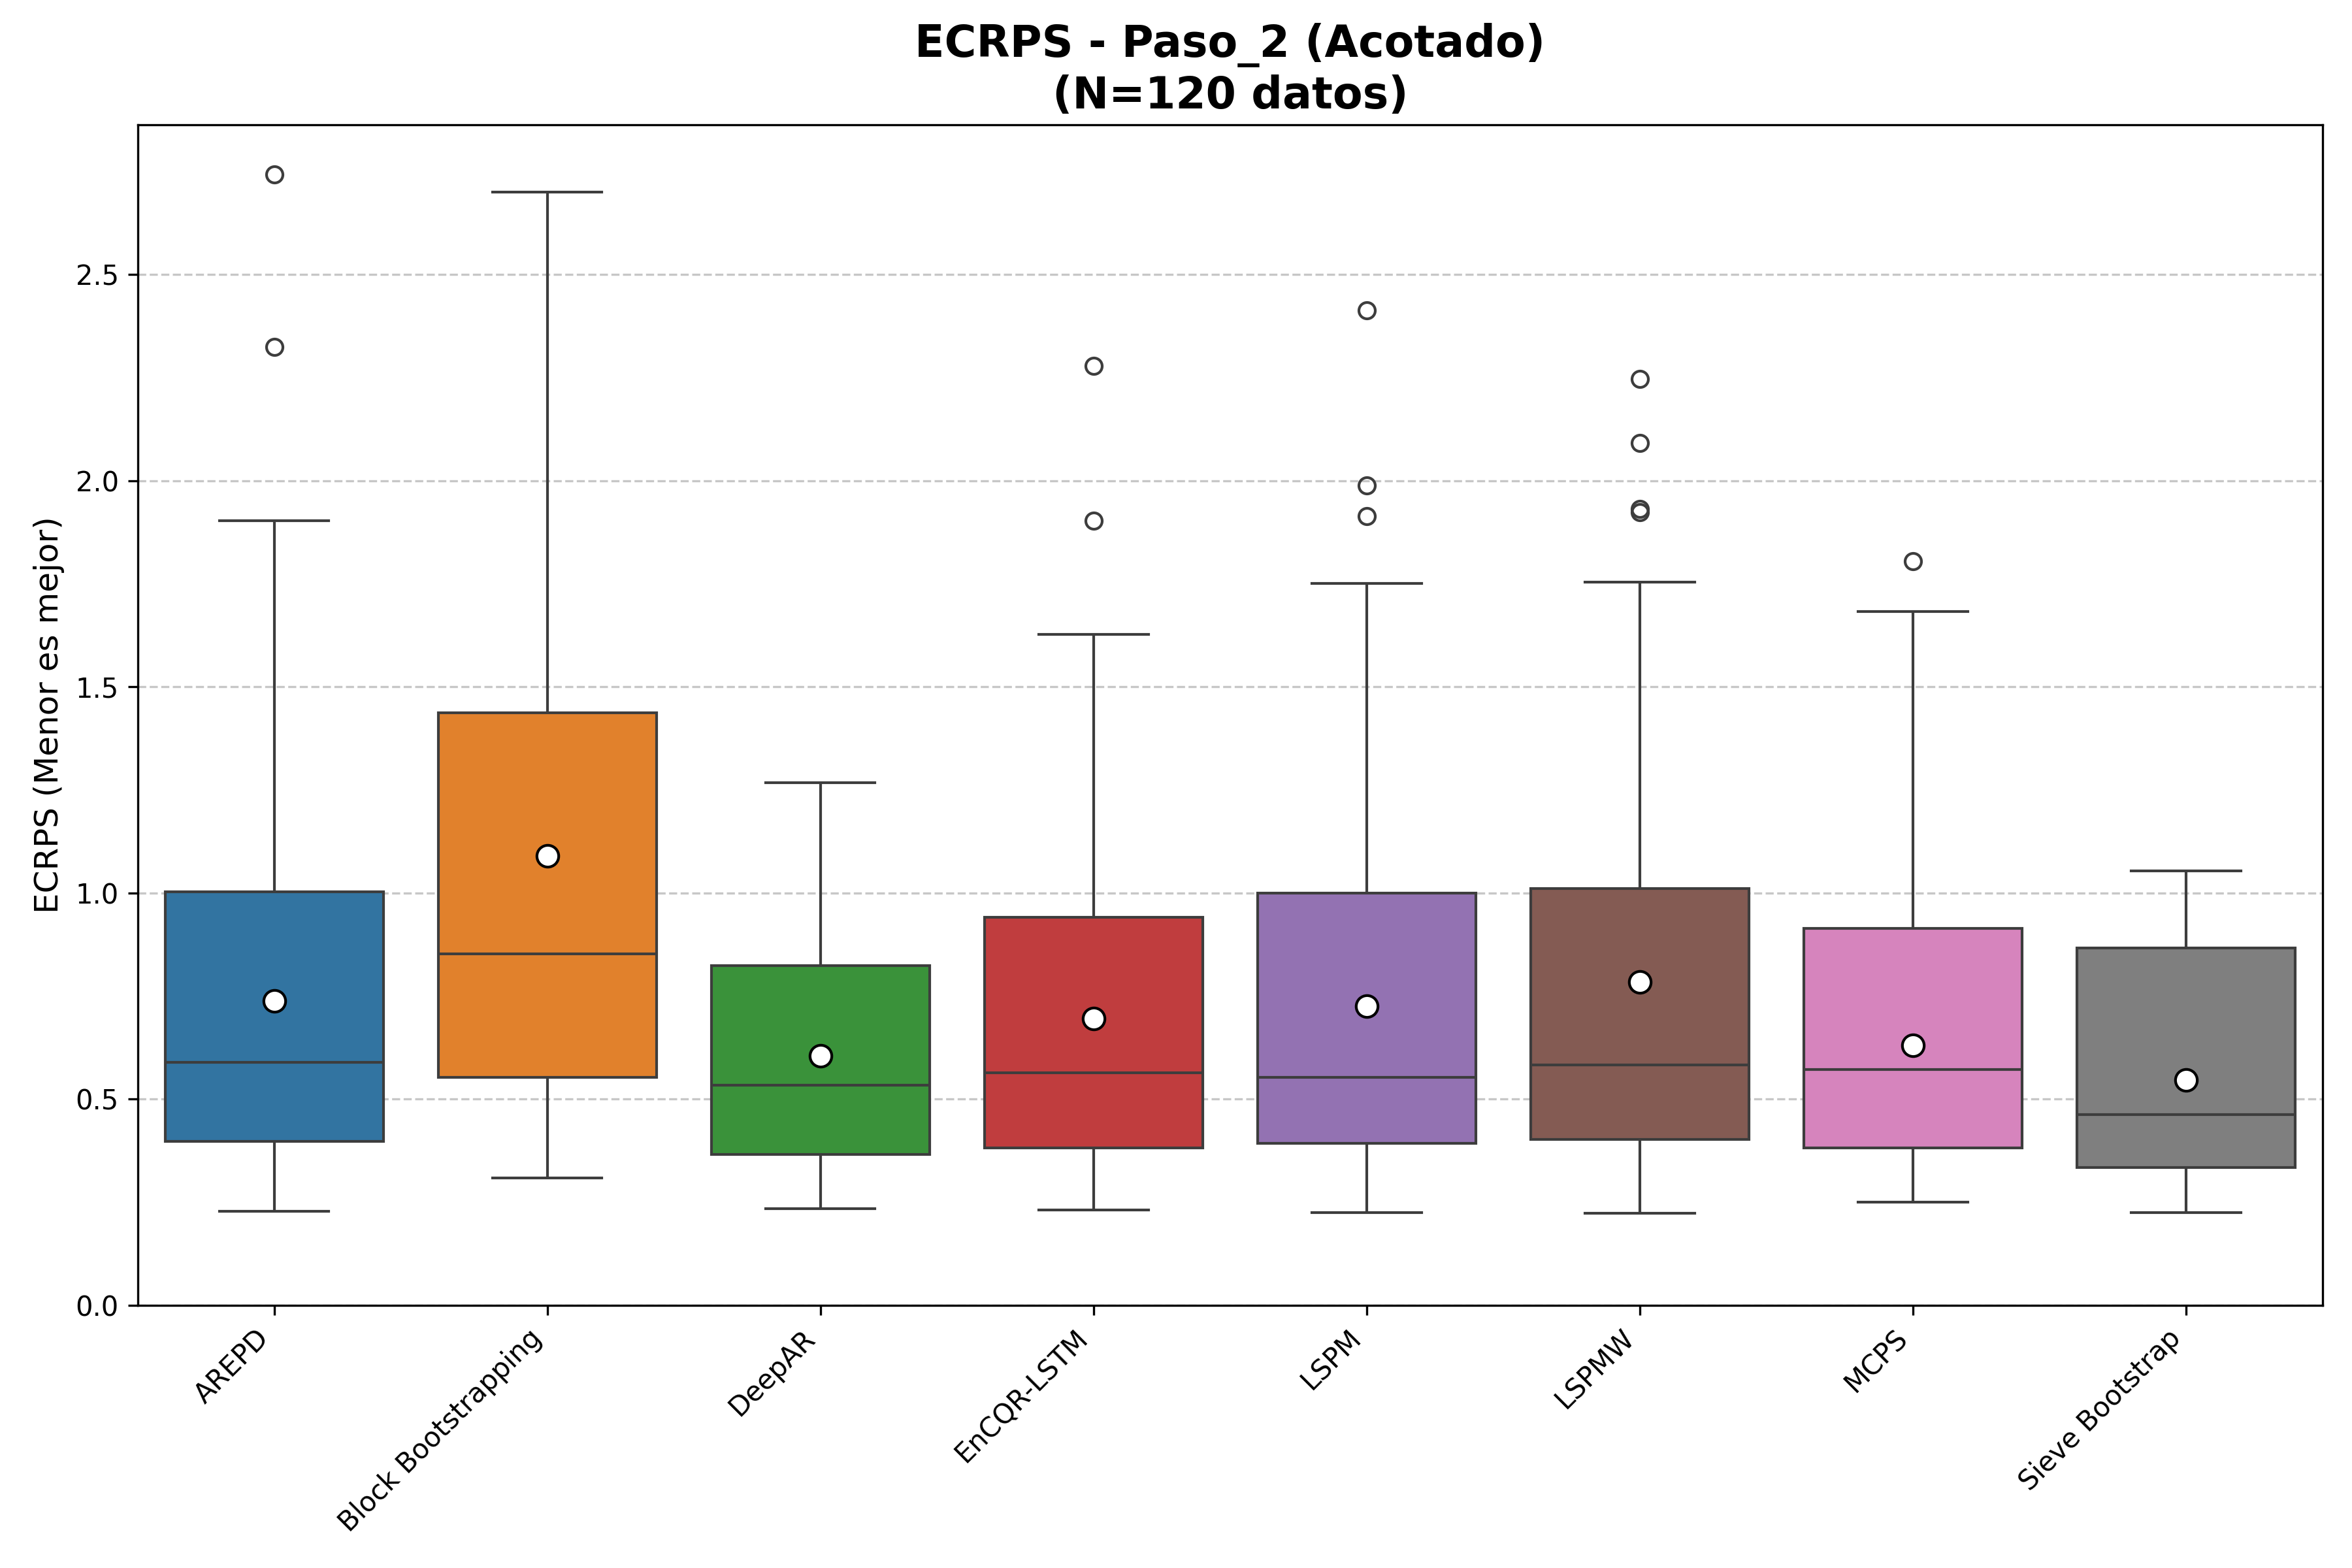 ECRPS - Paso_2 (Acotado)
(N=120 datos)
ECRPS (Menor es mejor)
2.5
2.0
1.5
1.0
0.5
0.0
AREPD
Block Bootstrapping
DeepAR
EnCQR-LSTM
LSPM
LSPMW
MCPS
Sieve Bootstrap